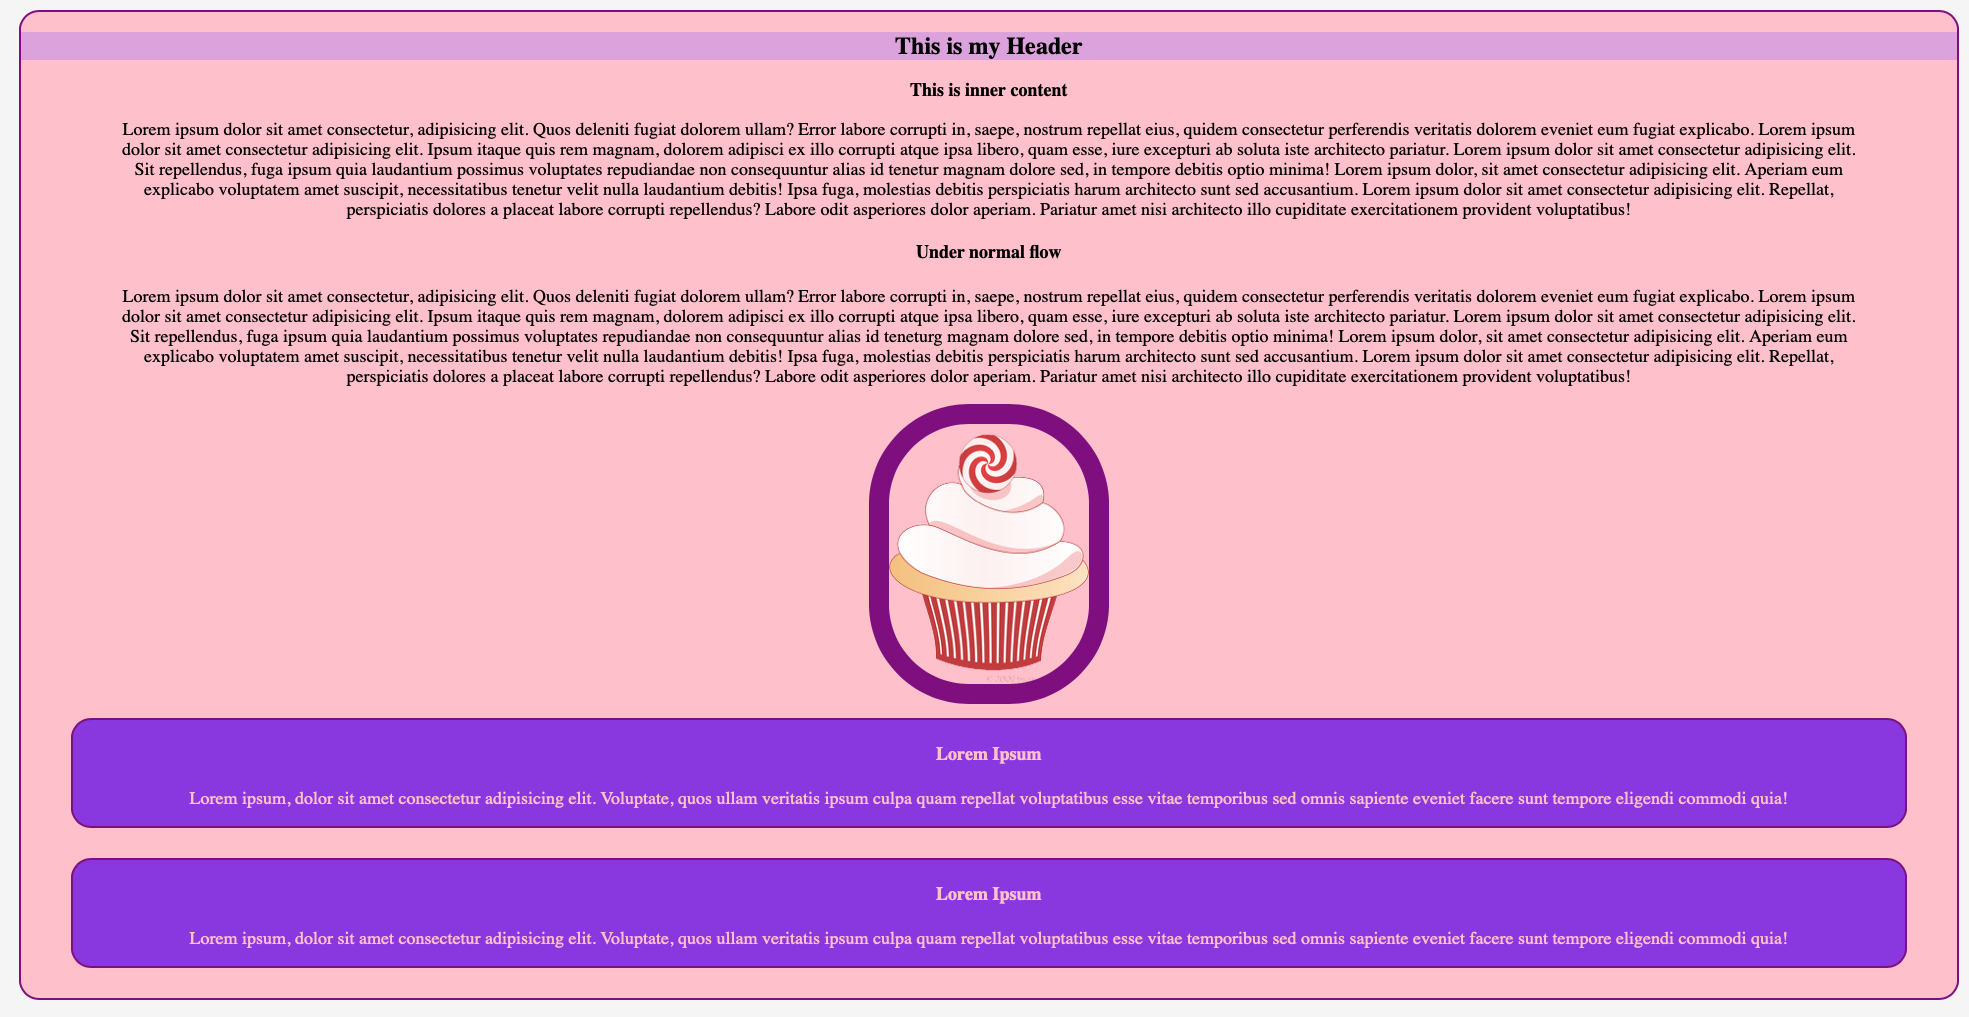 This is my Header
This is inner content
Lorem ipsum dolor sit amet consectetur, adipisicing elit. Quos deleniti fugiat dolorem ullam? Error labore corrupti in, saepe, nostrum repellat eius, quidem consectetur perferendis veritatis dolorem eveniet eum fugiat explicabo. Lorem ipsum
dolor sit amet consectetur adipisicing elit. Ipsum itaque quis rem magnam, dolorem adipisci ex illo corrupti atque ipsa libero, quam esse, iure excepturi ab soluta iste architecto pariatur. Lorem ipsum dolor sit amet consectetur adipisicing elit.
Sit repellendus, fuga ipsum quia laudantium possimus voluptates repudiandae non consequuntur alias id tenetur magnam dolore sed, in tempore debitis optio minima! Lorem ipsum dolor, sit amet consectetur adipisicing elit. Aperiam eum
explicabo voluptatem amet suscipit, necessitatibus tenetur velit nulla laudantium debitis! Ipsa fuga, molestias debitis perspiciatis harum architecto sunt sed accusantium. Lorem ipsum dolor sit amet consectetur adipisicing elit. Repellat,
perspiciatis dolores a placeat labore corrupti repellendus? Labore odit asperiores dolor aperiam. Pariatur amet nisi architecto illo cupiditate exercitationem provident voluptatibus!
Under normal flow
Lorem ipsum dolor sit amet consectetur, adipisicing elit. Quos deleniti fugiat dolorem ullam? Error labore corrupti in, saepe, nostrum repellat eius, quidem consectetur perferendis veritatis dolorem eveniet eum fugiat explicabo. Lorem ipsum
dolor sit amet consectetur adipisicing elit. Ipsum itaque quis rem magnam, dolorem adipisci ex illo corrupti atque ipsa libero, quam esse, iure excepturi ab soluta iste architecto pariatur. Lorem ipsum dolor sit amet consectetur adipisicing elit.
Sit repellendus, fuga ipsum quia laudantium possimus voluptates repudiandae non consequuntur alias id teneturg magnam dolore sed, in tempore debitis optio minima! Lorem ipsum dolor, sit amet consectetur adipisicing elit. Aperiam eum
explicabo voluptatem amet suscipit, necessitatibus tenetur velit nulla laudantium debitis! Ipsa fuga, molestias debitis perspiciatis harum architecto sunt sed accusantium. Lorem ipsum dolor sit amet consectetur adipisicing elit. Repellat,
perspiciatis dolores a placeat labore corrupti repellendus? Labore odit asperiores dolor aperiam. Pariatur amet nisi architecto illo cupiditate exercitationem provident voluptatibus!
Lorem Ipsum
Lorem ipsum, dolor sit amet consectetur adipisicing elit. Voluptate, quos ullam veritatis ipsum culpa quam repellat voluptatibus esse vitae temporibus sed omnis sapiente eveniet facere sunt tempore eligendi commodi quia!
Lorem Ipsum
Lorem ipsum, dolor sit amet consectetur adipisicing elit. Voluptate, quos ullam veritatis ipsum culpa quam repellat voluptatibus esse vitae temporibus sed omnis sapiente eveniet facere sunt tempore eligendi commodi quia!